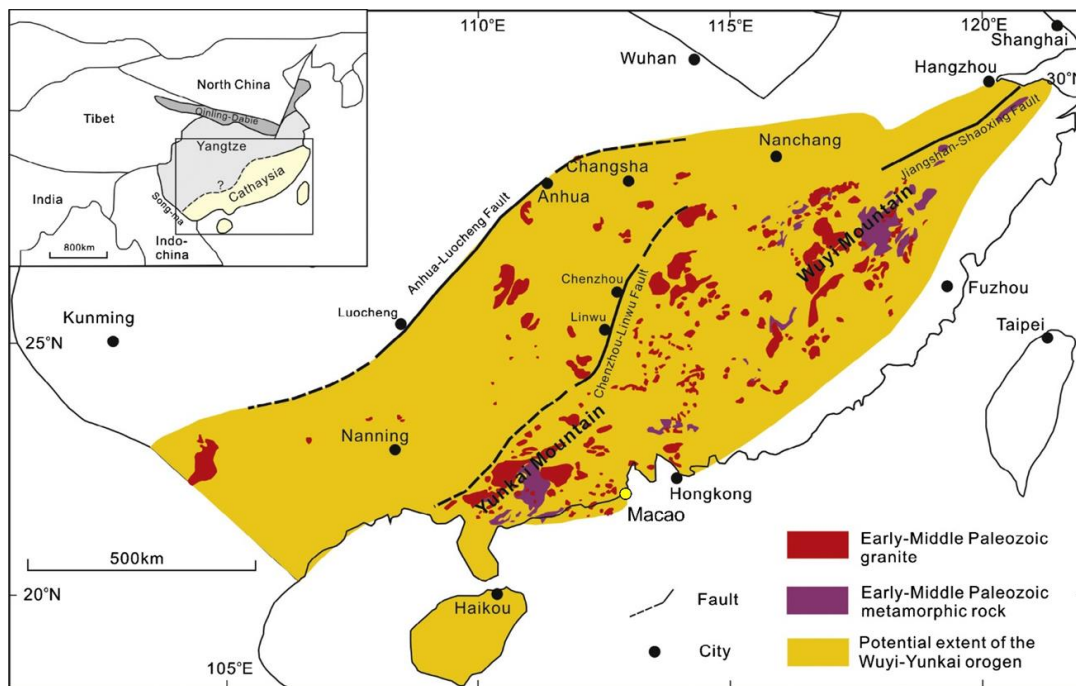 110°E
115°E
120°E
Shanghai
Wuhan
Hangzhou
30°N
North China
Qinling-Dabie
Tibet
Yangtze
?
Cathaysia
India
Song-ma
Indo-
china
800km
Jiangshan-Shaoxing Fault
Nanchang
Changsha
Anhua
Anhua-Luocheng Fault
Wuyi Mountain
Chenzhou
Fuzhou
Kunming
Luocheng
Linwu
Chenzhou-Linwu Fault
Taipei
25°N
Nanning
Yunkai Mountain
Hongkong
Macao
500km
Early-Middle Paleozoic
granite
20°N
Haikou
Fault
Early-Middle Paleozoic
metamorphic rock
City
Potential extent of the
Wuyi-Yunkai orogen
105°E